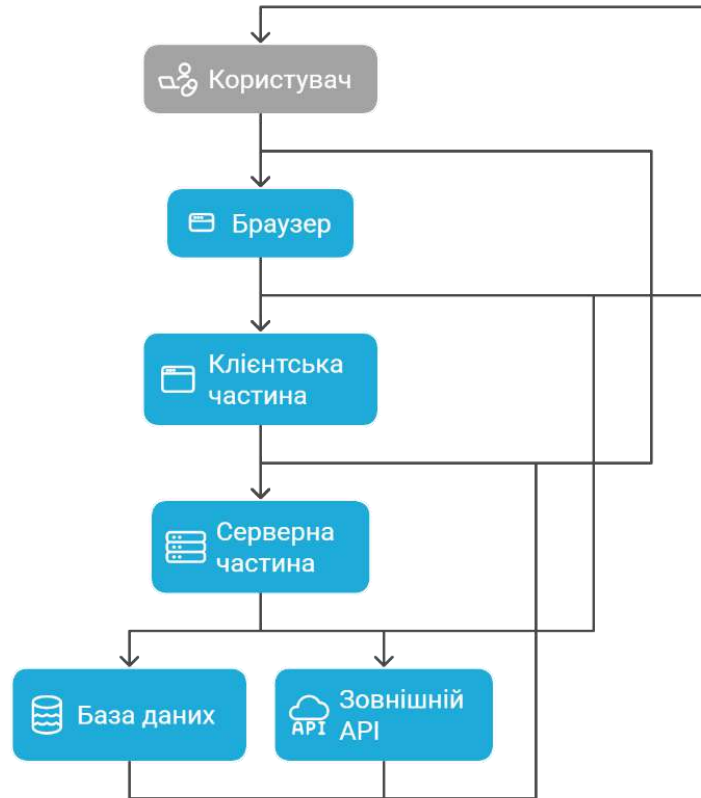 Користувач
Браузер
Клієнтська
частина
Серверна
частина
База даних
Зовнішній
API
API